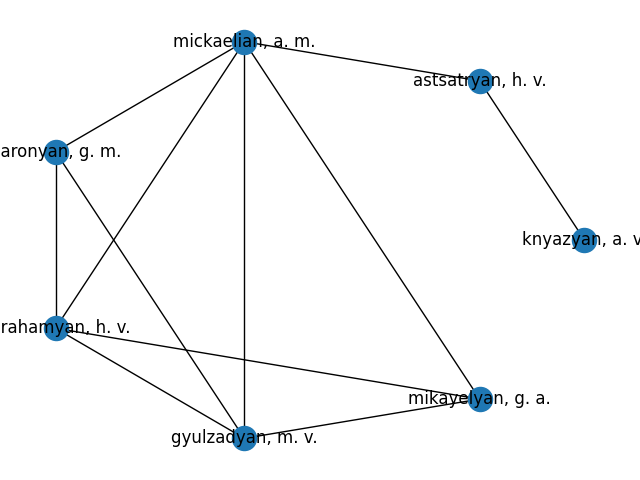 mickaelian, a. m.
astsatryan, h. v.
aronyan, g. m.
knyazyan, a. v
rahamyan, h. v.
mikayelyan, g. a.
gyulzadyan, m. v.